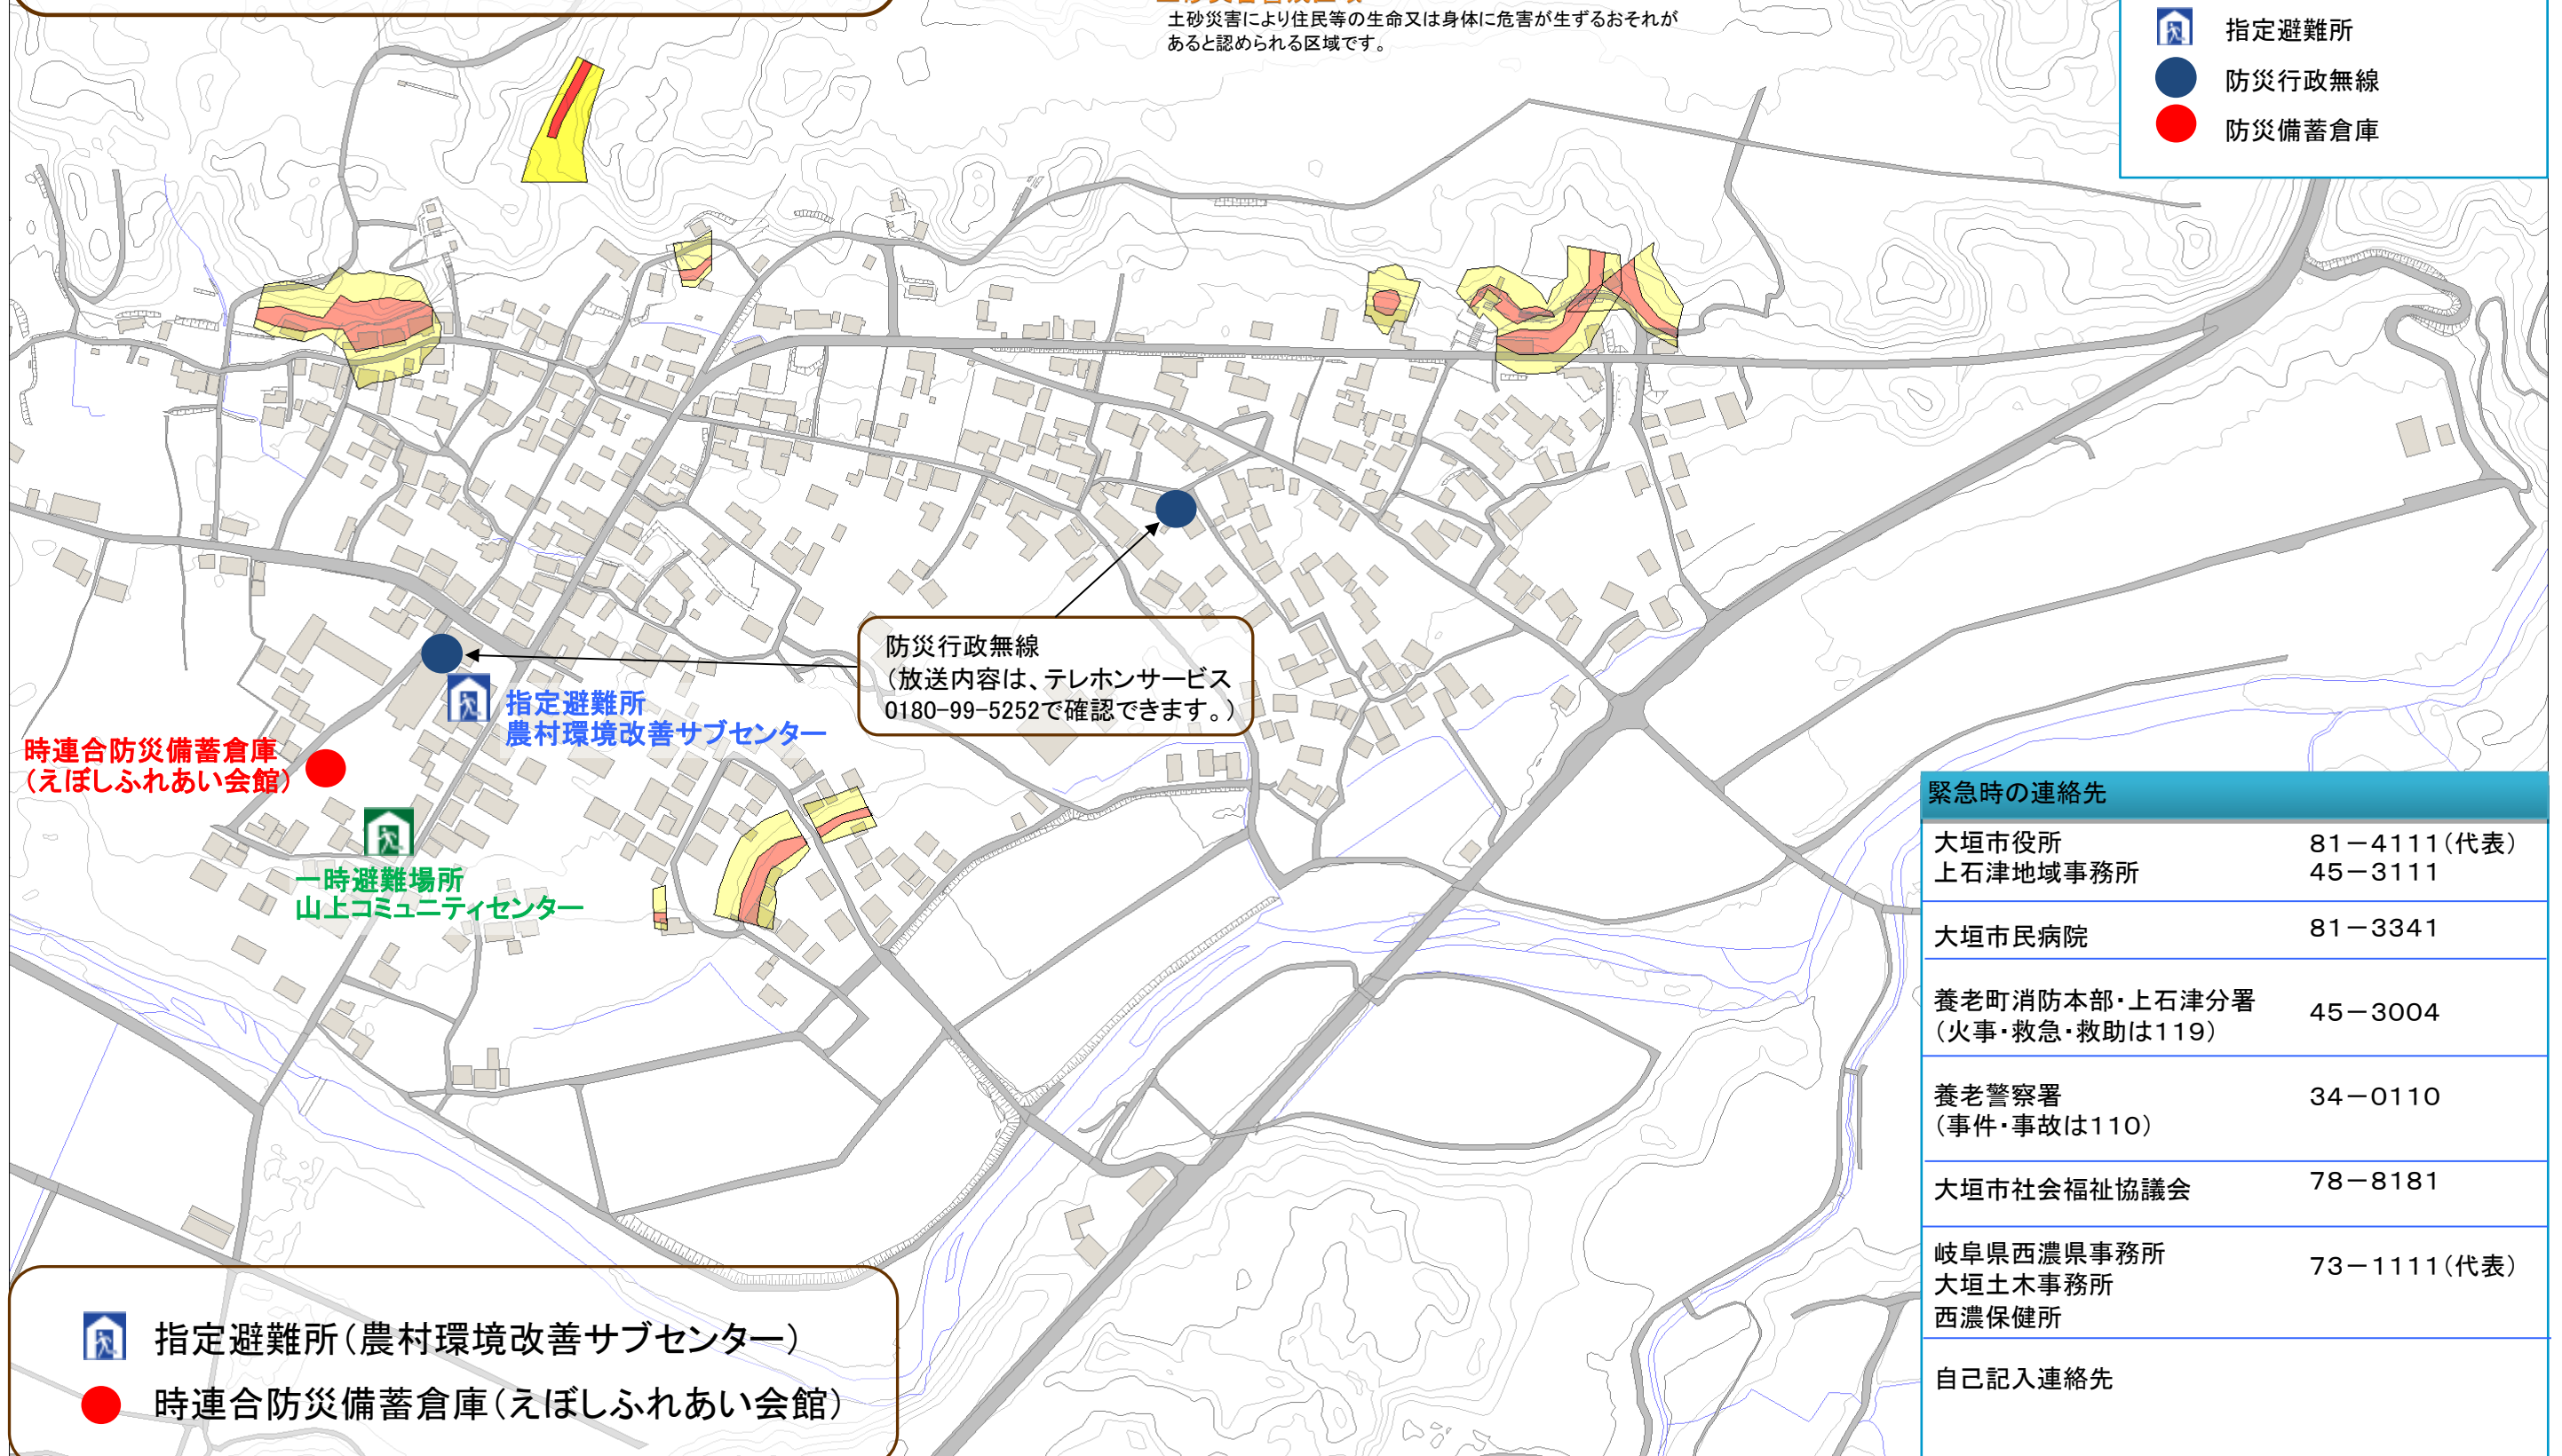 土砂災害により住民等の生命又は身体に危害が生ずるおそれが
あると認められる区域です。
指定避難所
防災行政無線
防災備蓄倉庫
防災行政無線
(放送内容は、テレホンサービス
0180-99-5252で確認できます。)
指定避難所
農村環境改善サブセンター
時連合防災備蓄倉庫
(えぼしふれあい会館)
一時避難場所
山上コミュニティセンター
緊急時の連絡先
大垣市役所 81-4111(代表)
上石津地域事務所 45-3111
大垣市民病院 81-3341
養老町消防本部・上石津分署 45-3004
(火事・救急・救助は119)
養老警察署 34-0110
(事件・事故は110)
大垣市社会福祉協議会 78-8181
岐阜県西濃県事務所 73-1111(代表)
大垣土木事務所
西濃保健所
自己記入連絡先
指定避難所(農村環境改善サブセンター)
時連合防災備蓄倉庫(えぼしふれあい会館)